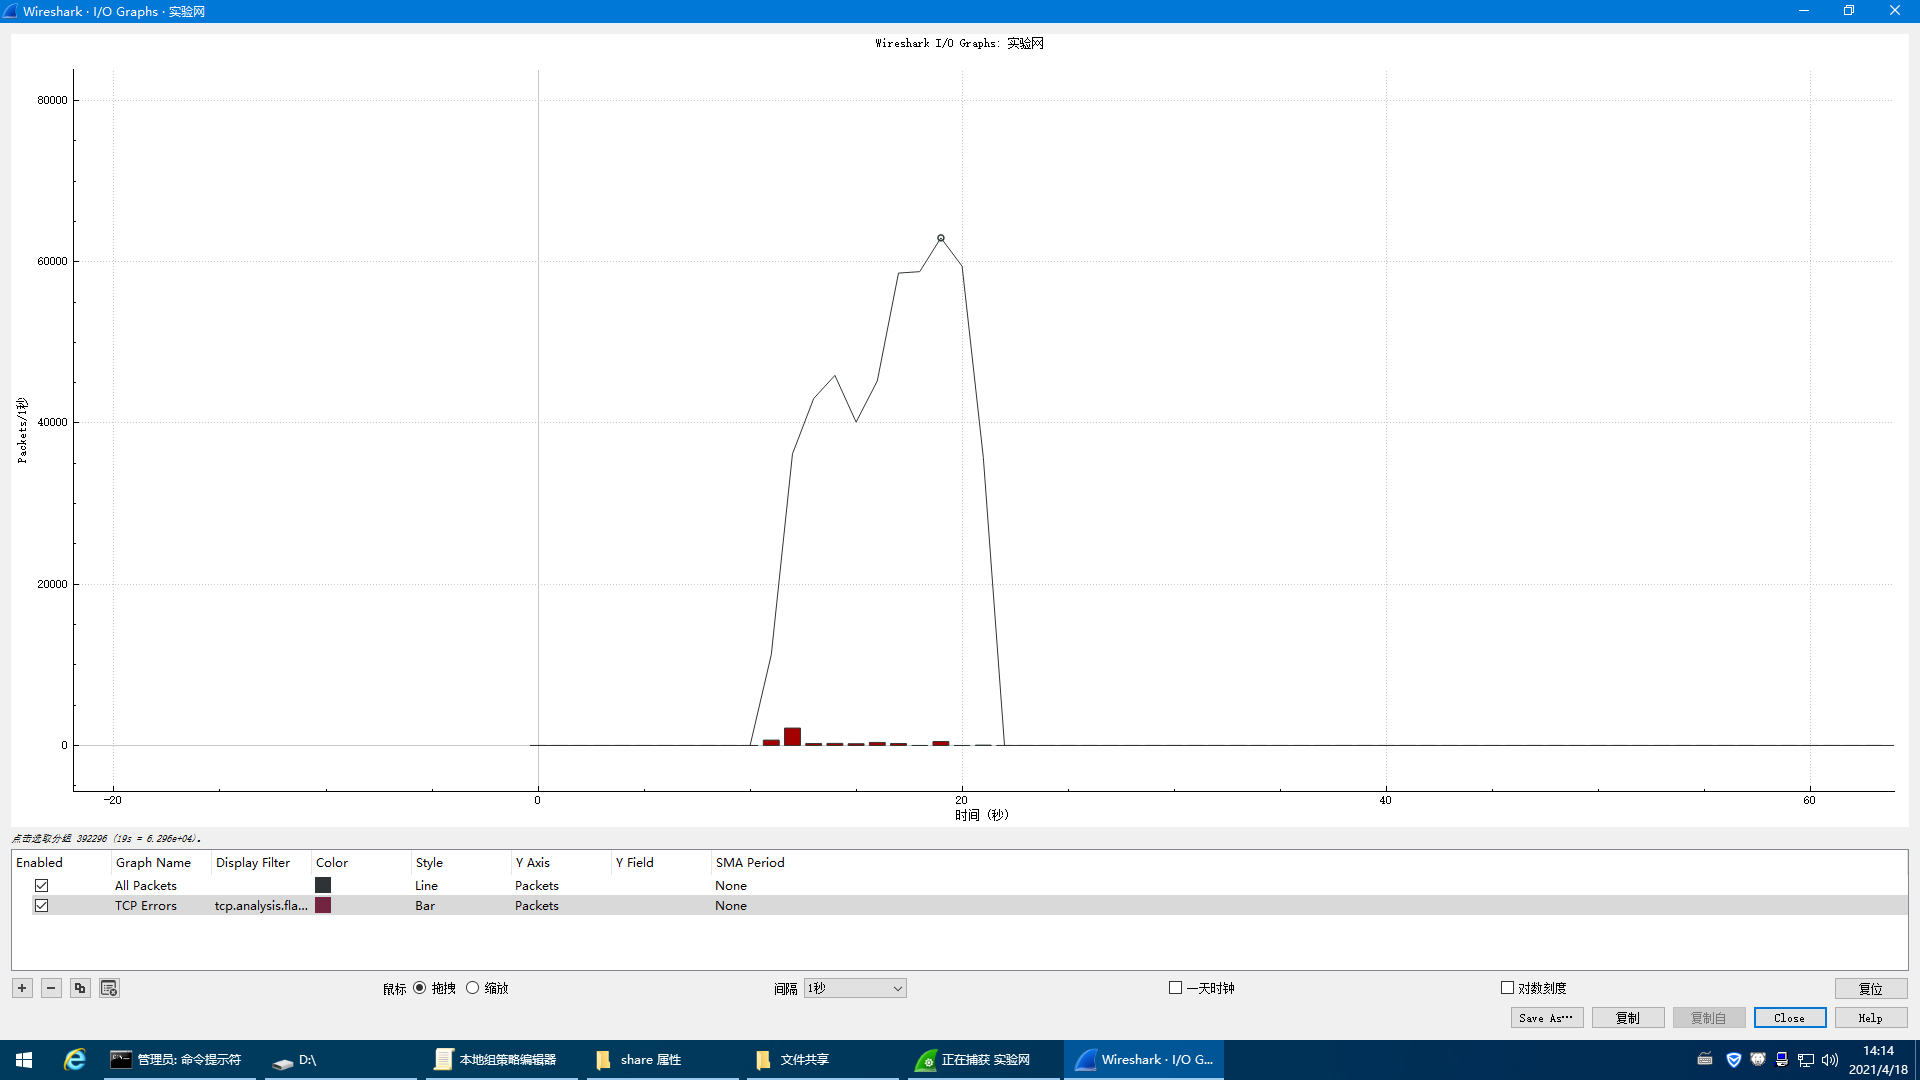 Wireshark · I/O Graphs · 实验网
Wireshark I/O Graphs: 实验网
80000
60000
40000
20000
0
Packets/1秒
-20
0
20
40
60
时间 (秒)
点击选取分组 392296 (19s = 6.296e+04)。
Enabled Graph Name Display Filter Color Style Y Axis Y Field SMA Period
All Packets Line Packets None
TCP Errors tcp.analysis.fla... Bar Packets None
鼠标 拖拽 缩放 间隔 1秒 一天时钟 对数刻度 复位
Save As… 复制 复制自 Close Help
管理员: 命令提示符 D:\ 本地组策略编辑器 share 属性 文件共享 正在捕获 实验网 Wireshark · I/O G... 14:14
2021/4/18